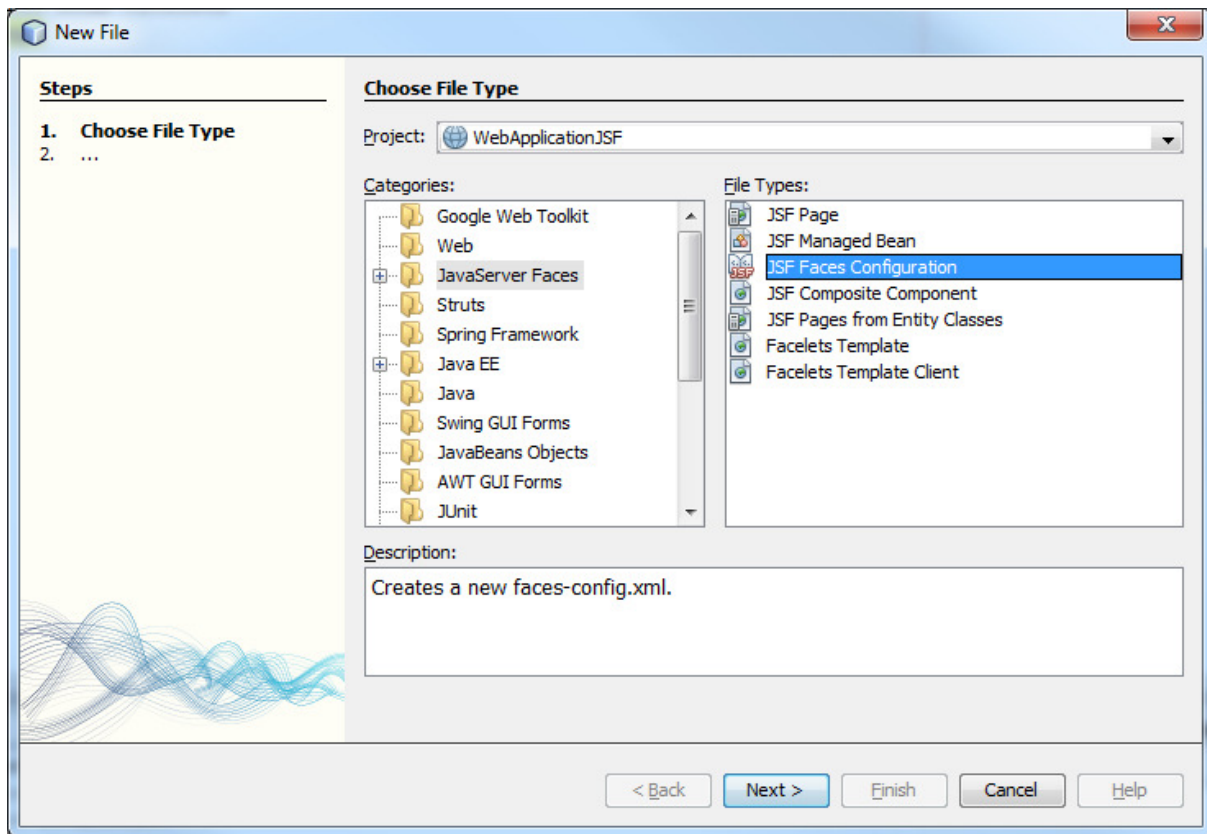 New File
Steps
1. Choose File Type
2. ...
Choose File Type
Project: WebApplicationJSF
Categories:
Google Web Toolkit
Web
JavaServer Faces
Struts
Spring Framework
Java EE
Java
Swing GUI Forms
JavaBeans Objects
AWT GUI Forms
JUnit
File Types:
JSF Page
JSF Managed Bean
JSF Faces Configuration
JSF Composite Component
JSF Pages from Entity Classes
Facelets Template
Facelets Template Client
Description:
Creates a new faces-config.xml.
< Back Next > Finish Cancel Help